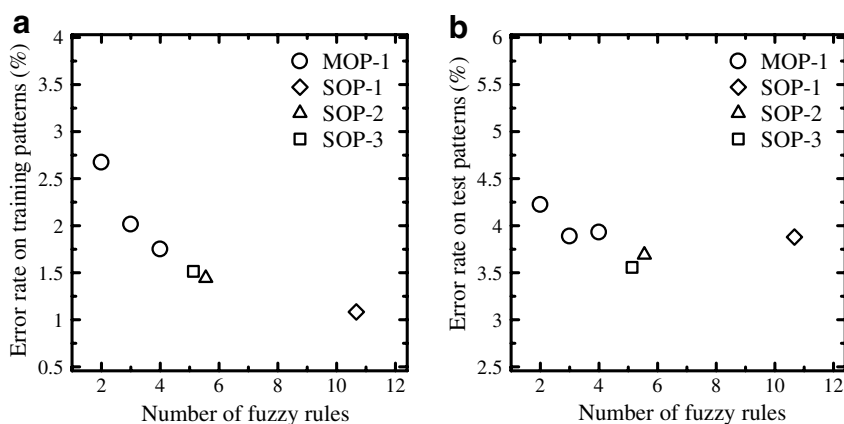 a
Error rate on training patterns (%)
4
3.5
3
2.5
2
1.5
1
0.5
2 4 6 8 10 12
Number of fuzzy rules
MOP-1
SOP-1
SOP-2
SOP-3
b
Error rate on test patterns (%)
6
5.5
5
4.5
4
3.5
3
2.5
2 4 6 8 10 12
Number of fuzzy rules
MOP-1
SOP-1
SOP-2
SOP-3